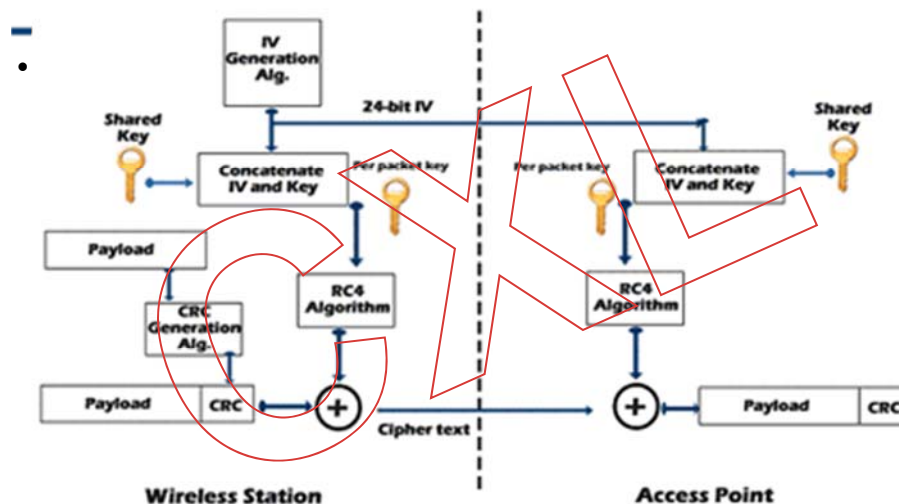 IV
Generation
Alg.
24-bit IV
Shared
Key
Shared
Key
Concatenate
IV and Key
Per packet key
Per packet key
Concatenate
IV and Key
Payload
RC4
Algorithm
RC4
Algorithm
CRC
Generation
Alg.
Payload
CRC
+
+
Payload
CRC
Cipher text
Wireless Station
Access Point
CYL